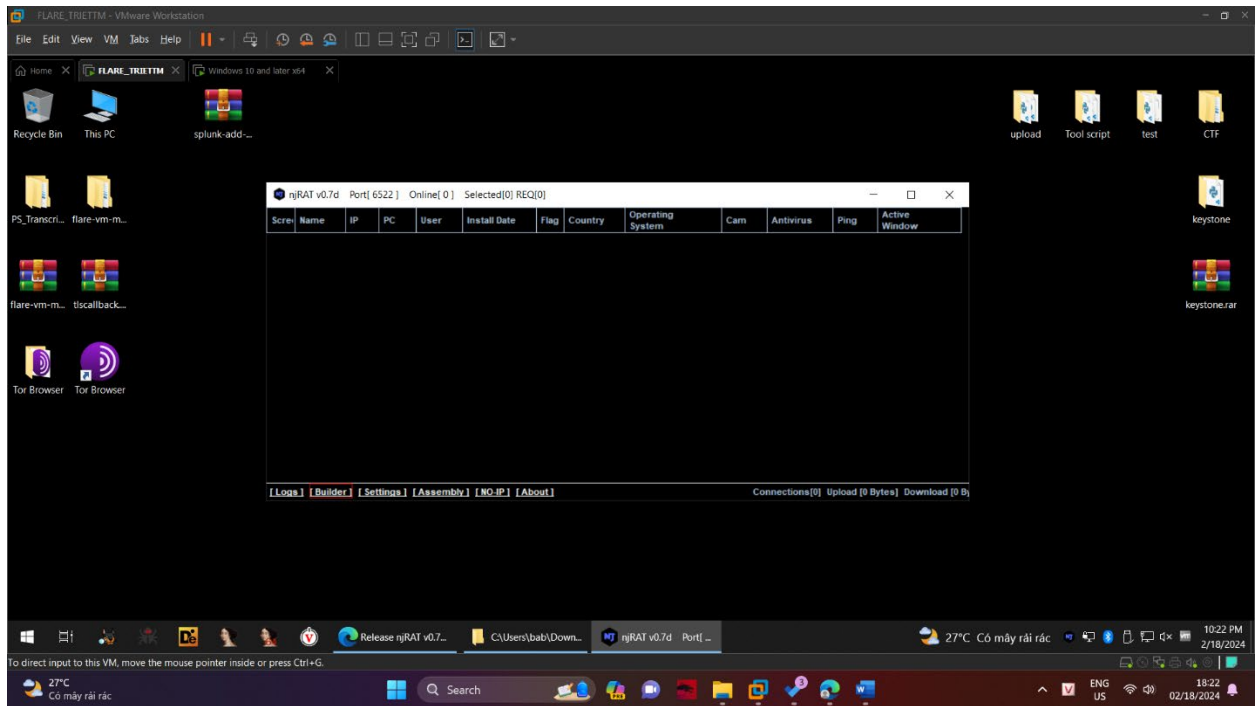 FLARE_TRIETTM - VMware Workstation
File Edit View VM Tabs Help
Home FLARE_TRIETTM Windows 10 and later x64
Recycle Bin This PC splunk-add-... upload Tool script test CTF
njRAT v0.7d Port[ 6522 ] Online[ 0 ] Selected[0] REQ[0]
Scre Name IP PC User Install Date Flag Country Operating System Cam Antivirus Ping Active Window
PS_Transcri... flare-vm-m... keystone
flare-vm-m... tlscallback.... keystone.rar
Tor Browser Tor Browser
[ Logs ] [ Builder ] [ Settings ] [ Assembly ] [ NO-IP ] [ About ] Connections[0] Upload [0 Bytes] Download [0 By
Release njRAT v0.7... C:\Users\bab\Down... njRAT v0.7d Port[ ... 27°C Có mây rải rác 10:22 PM
2/18/2024
To direct input to this VM, move the mouse pointer inside or press Ctrl+G.
27°C
Có mây rải rác
Search
ENG
US
18:22
02/18/2024